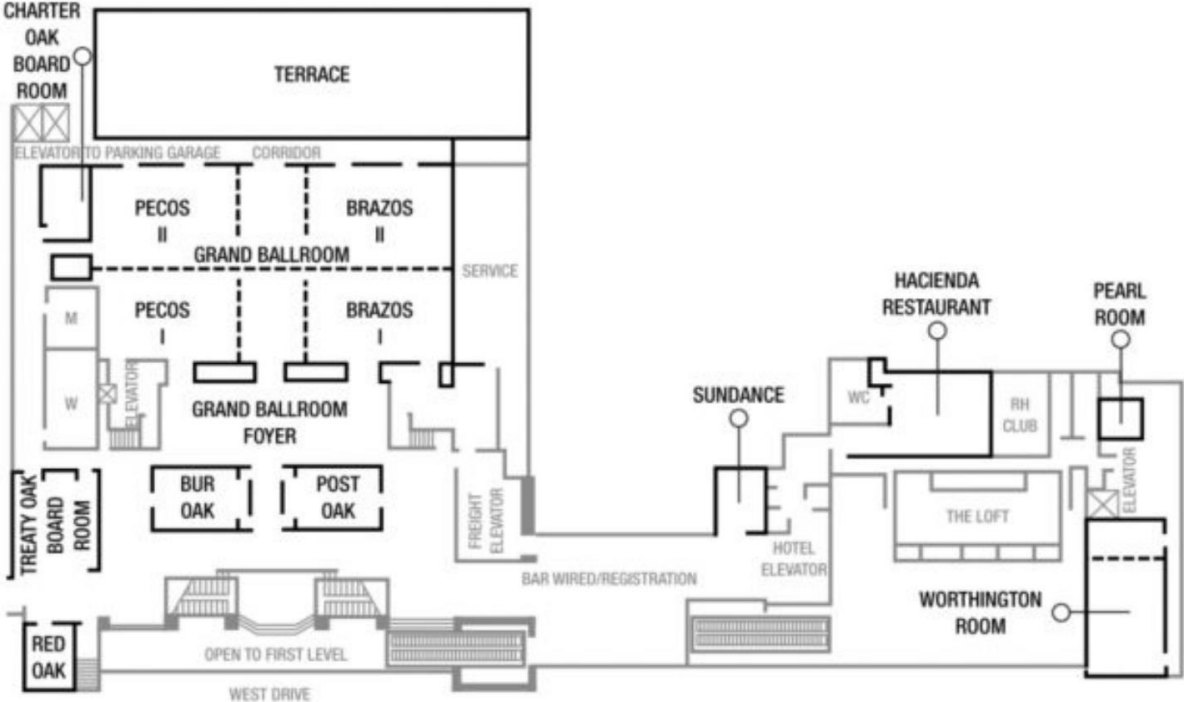 CHARTER
OAK
BOARD
ROOM
TERRACE
ELEVATOR TO PARKING GARAGE
CORRIDOR
PECOS
II
BRAZOS
II
GRAND BALLROOM
SERVICE
PECOS
I
BRAZOS
I
M
W
ELEVATOR
GRAND BALLROOM
FOYER
TREATY OAK
BOARD
ROOM
BUR
OAK
POST
OAK
FREIGHT
ELEVATOR
RED
OAK
OPEN TO FIRST LEVEL
WEST DRIVE
BAR WIRED/REGISTRATION
SUNDANCE
HOTEL
ELEVATOR
WC
HACIENDA
RESTAURANT
RH
CLUB
PEARL
ROOM
ELEVATOR
THE LOFT
WORTHINGTON
ROOM